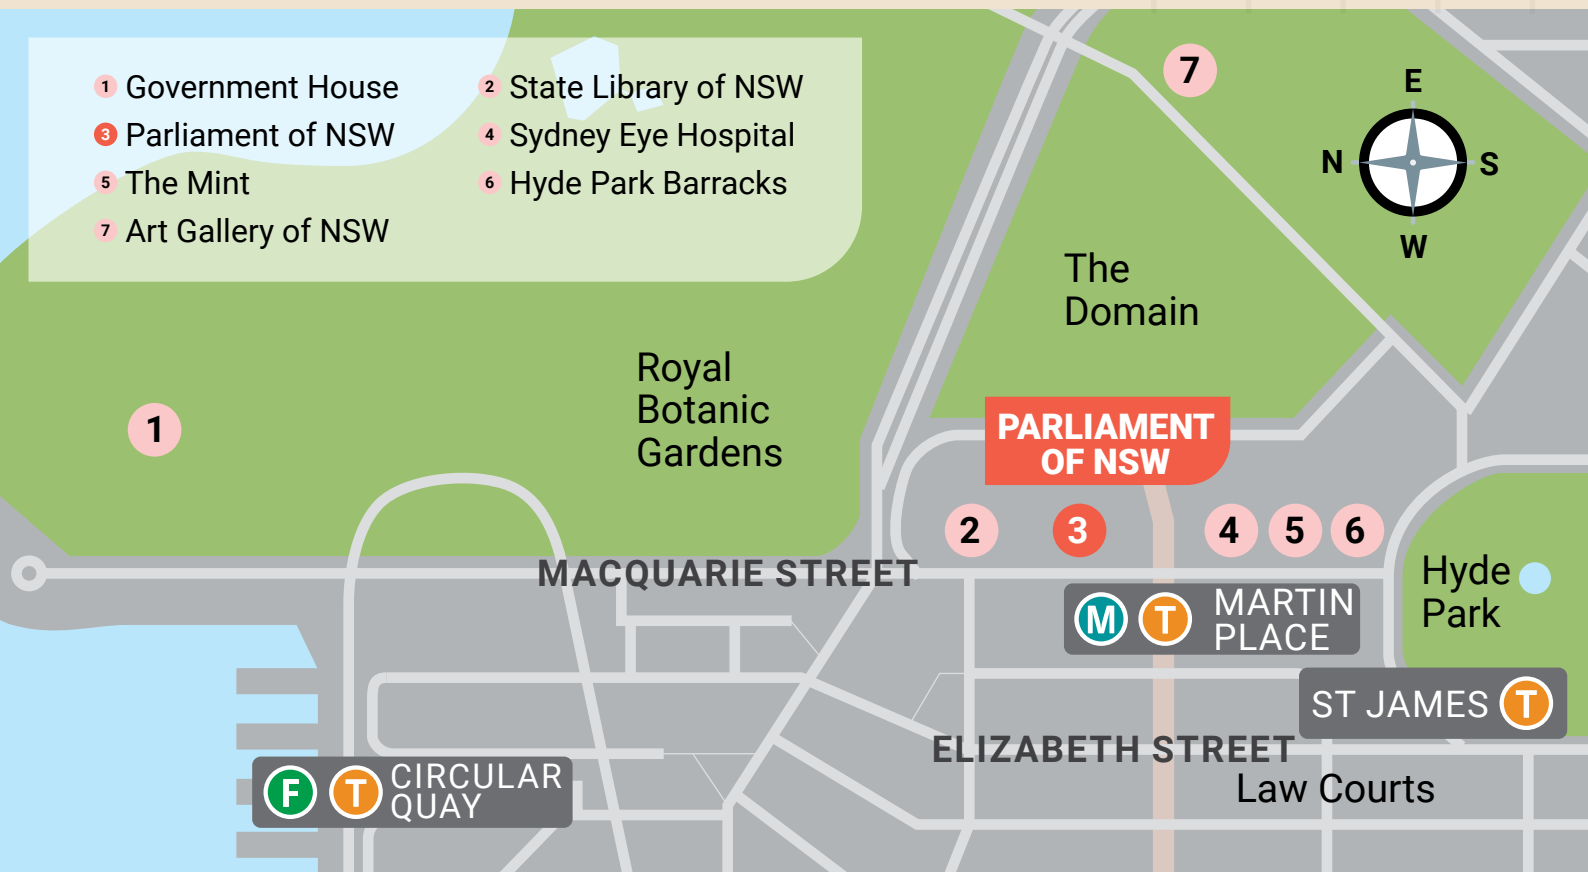 1 Government House
2 State Library of NSW
3 Parliament of NSW
4 Sydney Eye Hospital
5 The Mint
6 Hyde Park Barracks
7 Art Gallery of NSW
7
E
N
S
W
The
Domain
Royal
Botanic
Gardens
1
PARLIAMENT
OF NSW
2
3
4
5
6
MACQUARIE STREET
Hyde
Park
M T MARTIN
PLACE
ST JAMES T
ELIZABETH STREET
Law Courts
F T CIRCULAR
QUAY